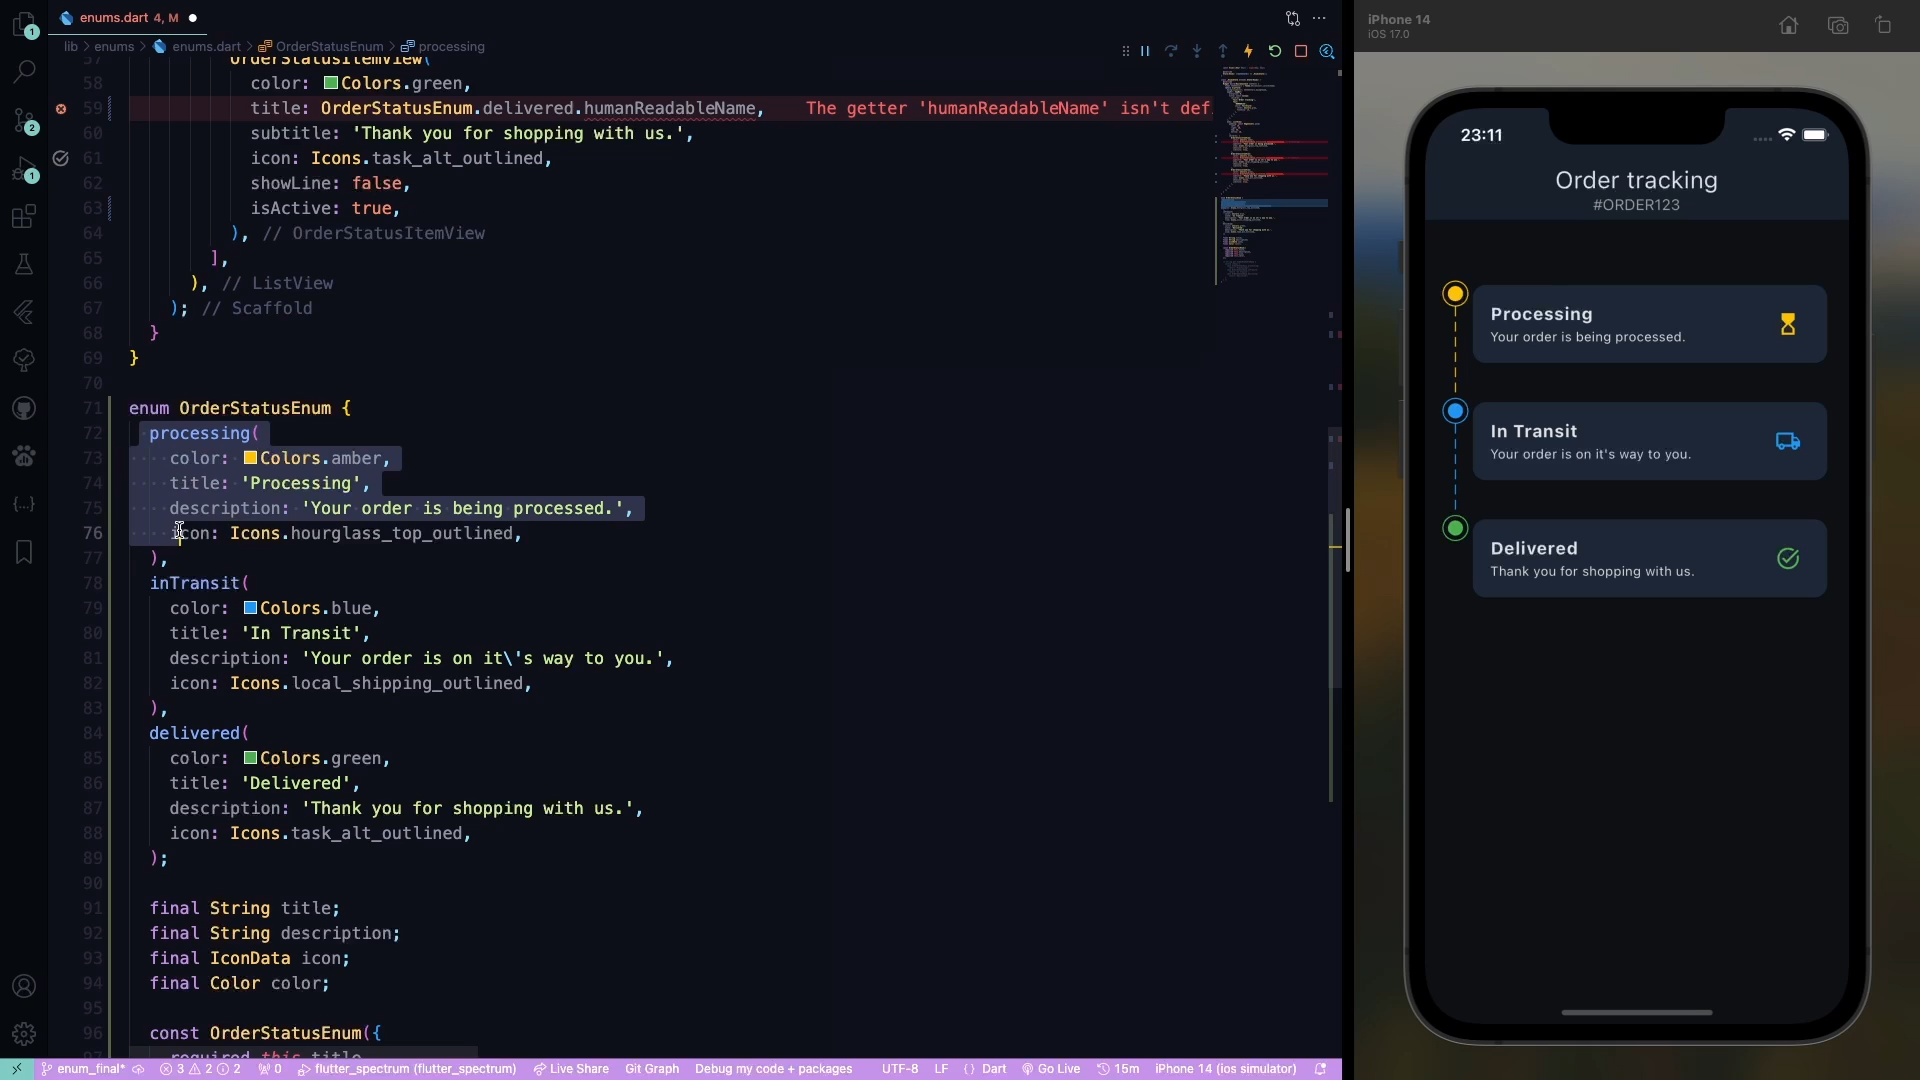 enums.dart 4, M
lib > enums > enums.dart > OrderStatusEnum > processing
57 OrderStatusItemView(
58 color: Colors.green,
59 title: OrderStatusEnum.delivered.humanReadableName, The getter 'humanReadableName' isn't def
60 subtitle: 'Thank you for shopping with us.',
61 icon: Icons.task_alt_outlined,
62 showLine: false,
63 isActive: true,
64 ), // OrderStatusItemView
65 ],
66 ), // ListView
67 ); // Scaffold
68 }
69 }
70
71 enum OrderStatusEnum {
72 processing(
73 color: Colors.amber,
74 title: 'Processing',
75 description: 'Your order is being processed.',
76 icon: Icons.hourglass_top_outlined,
77 ),
78 inTransit(
79 color: Colors.blue,
80 title: 'In Transit',
81 description: 'Your order is on it\'s way to you.',
82 icon: Icons.local_shipping_outlined,
83 ),
84 delivered(
85 color: Colors.green,
86 title: 'Delivered',
87 description: 'Thank you for shopping with us.',
88 icon: Icons.task_alt_outlined,
89 );
90
91 final String title;
92 final String description;
93 final IconData icon;
94 final Color color;
95
96 const OrderStatusEnum({
97 required this.title
1
2
1
enum_final* 3 2 2 0 flutter_spectrum (flutter_spectrum) Live Share Git Graph Debug my code + packages UTF-8 LF {} Dart Go Live 15m iPhone 14 (ios simulator)
iPhone 14
iOS 17.0
23:11
Order tracking
#ORDER123
Processing
Your order is being processed.
In Transit
Your order is on it's way to you.
Delivered
Thank you for shopping with us.